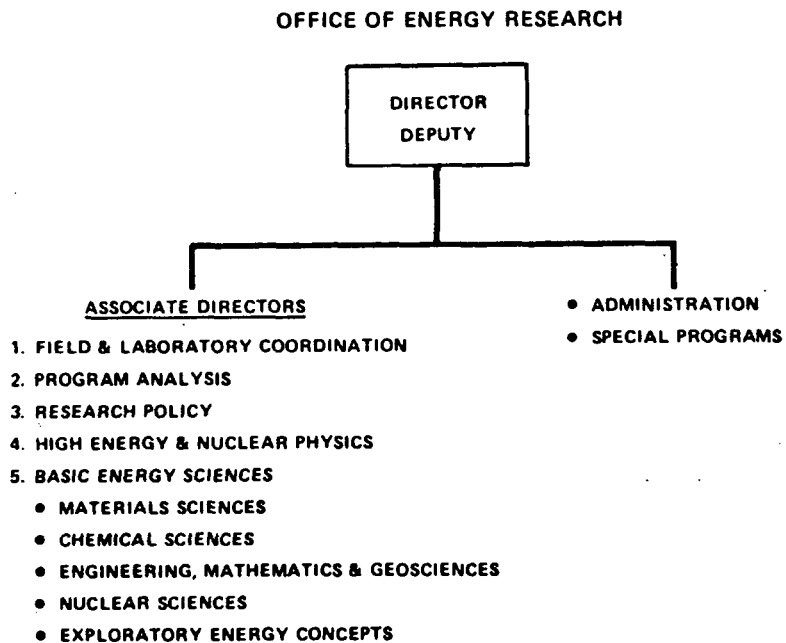 OFFICE OF ENERGY RESEARCH
DIRECTOR
DEPUTY
ASSOCIATE DIRECTORS
1. FIELD & LABORATORY COORDINATION
2. PROGRAM ANALYSIS
3. RESEARCH POLICY
4. HIGH ENERGY & NUCLEAR PHYSICS
5. BASIC ENERGY SCIENCES
• MATERIALS SCIENCES
• CHEMICAL SCIENCES
• ENGINEERING, MATHEMATICS & GEOSCIENCES
• NUCLEAR SCIENCES
• EXPLORATORY ENERGY CONCEPTS
• ADMINISTRATION
• SPECIAL PROGRAMS